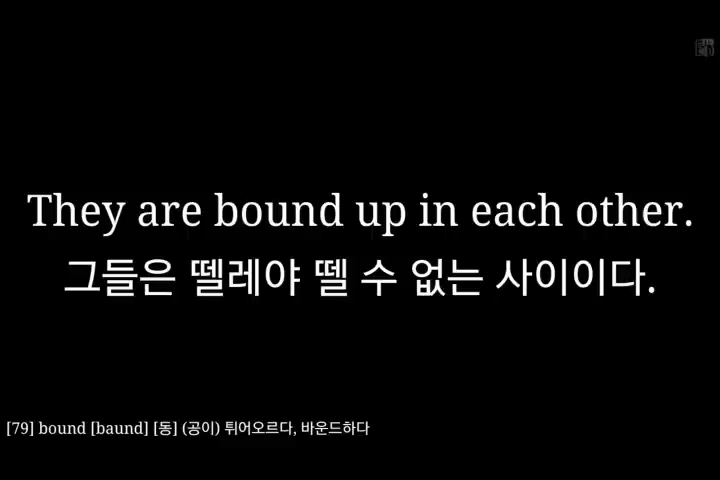 They are bound up in each other.
그들은 뗄레야 뗄 수 없는 사이이다.
[79] bound [baund] [동] (공이) 튀어오르다, 바운드하다